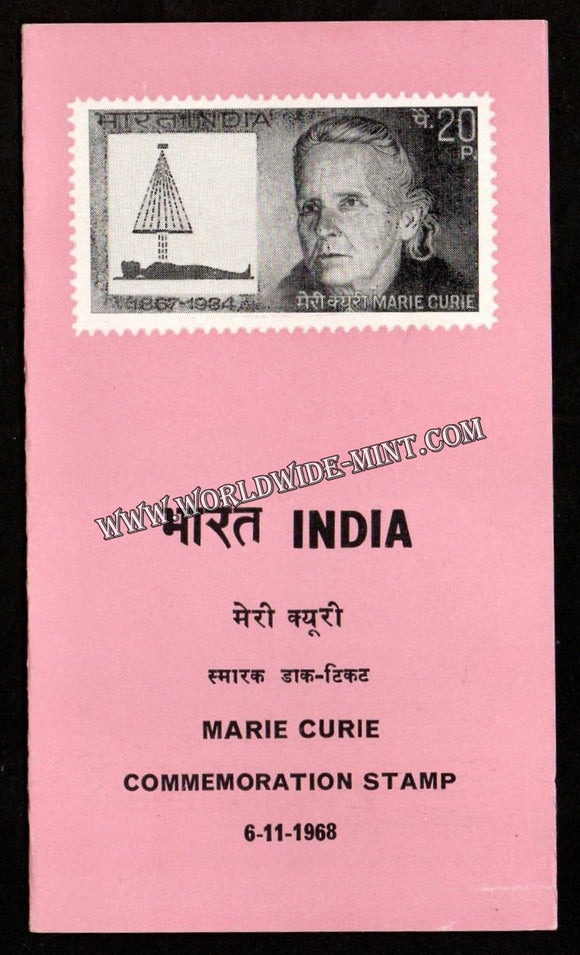 भारत INDIA
पै. 20
P.
1867-1934
मेरी क्यूरी MARIE CURIE
WWW.WORLDWIDE-MINT.COM
भारत INDIA
मेरी क्यूरी
स्मारक डाक-टिकट
MARIE CURIE
COMMEMORATION STAMP
6-11-1968